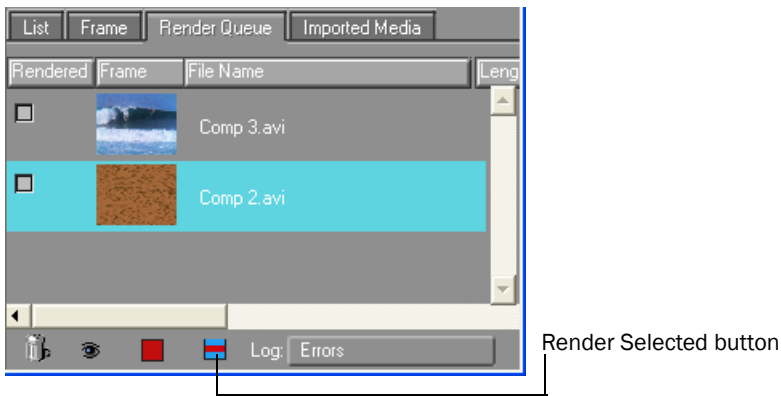 List Frame Render Queue Imported Media
Rendered Frame File Name Leng
Comp 3.avi
Comp 2.avi
Log: Errors
Render Selected button